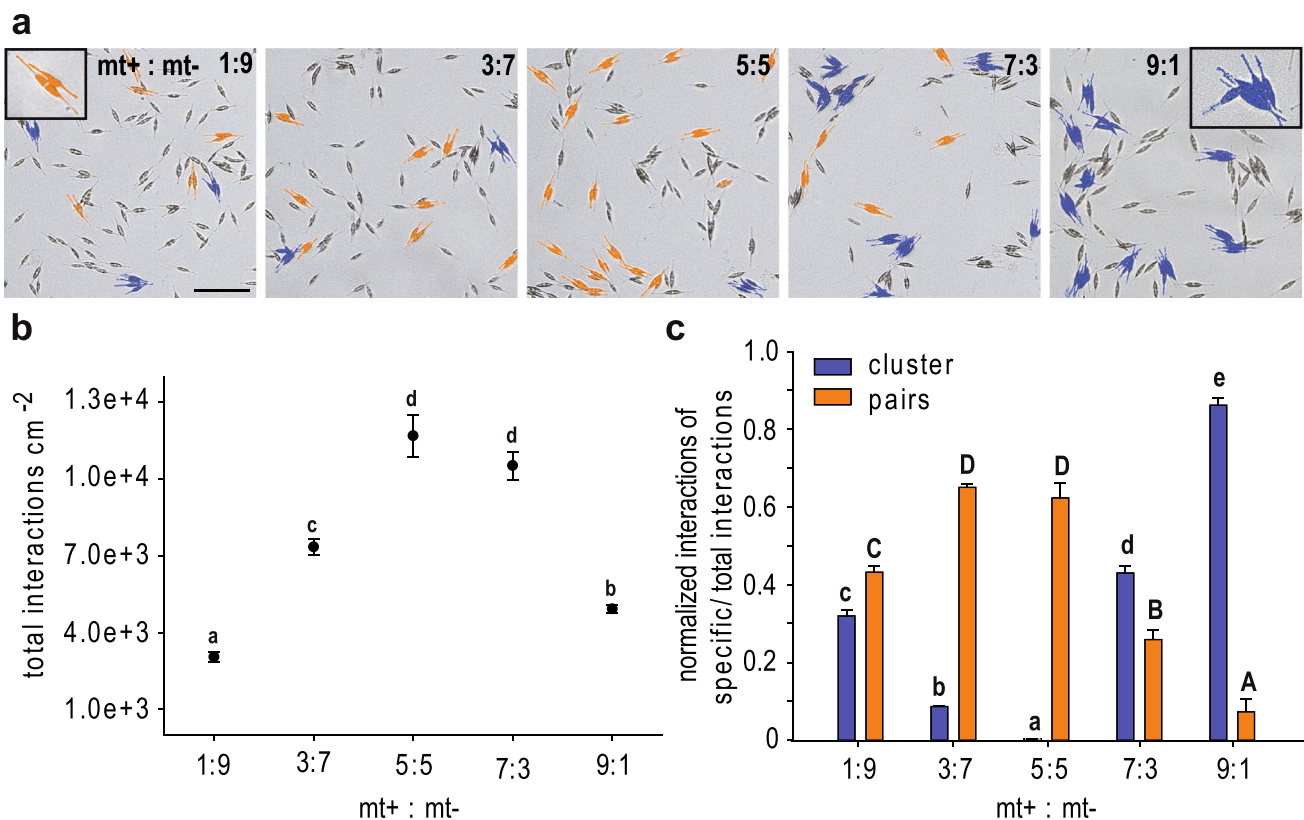 a
mt+ : mt- 1:9
3:7
5:5
7:3
9:1
b
total interactions cm-2
1.3e+4
1.0e+4
7.0e+3
4.0e+3
1.0e+3
a
c
d
d
b
1:9
3:7
5:5
7:3
9:1
mt+ : mt-
c
normalized interactions of
specific/total interactions
1.0
0.8
0.6
0.4
0.2
0
cluster
pairs
c
C
b
D
a
D
d
B
e
A
1:9
3:7
5:5
7:3
9:1
mt+ : mt-